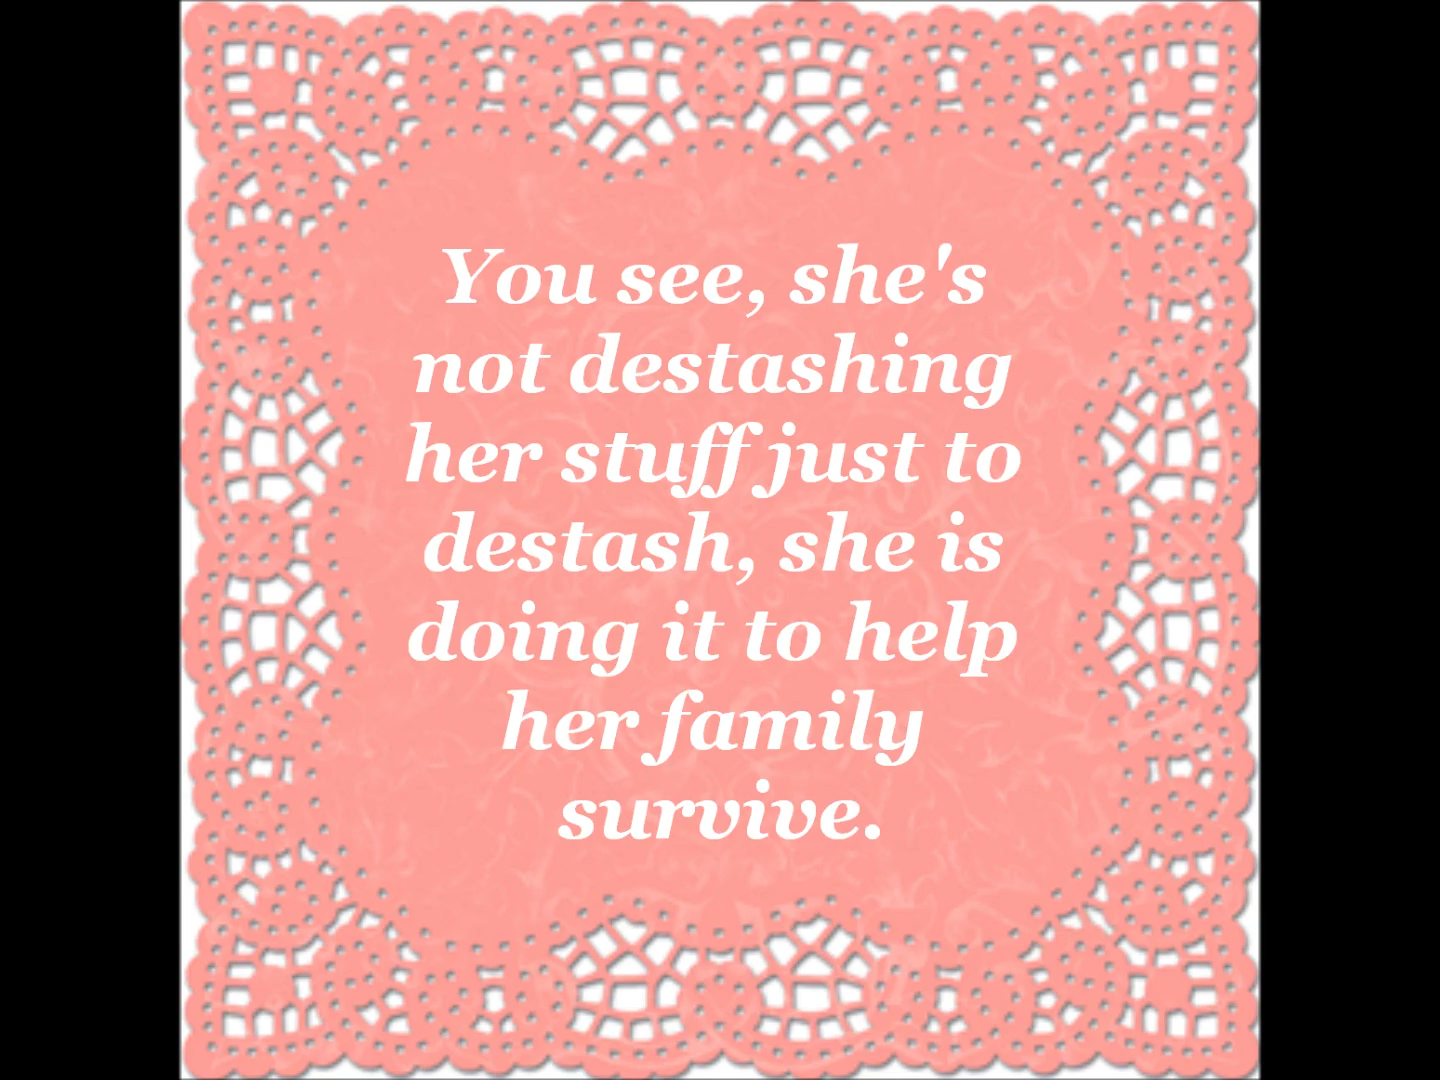 You see, she's
not destashing
her stuff just to
destash, she is
doing it to help
her family
survive.